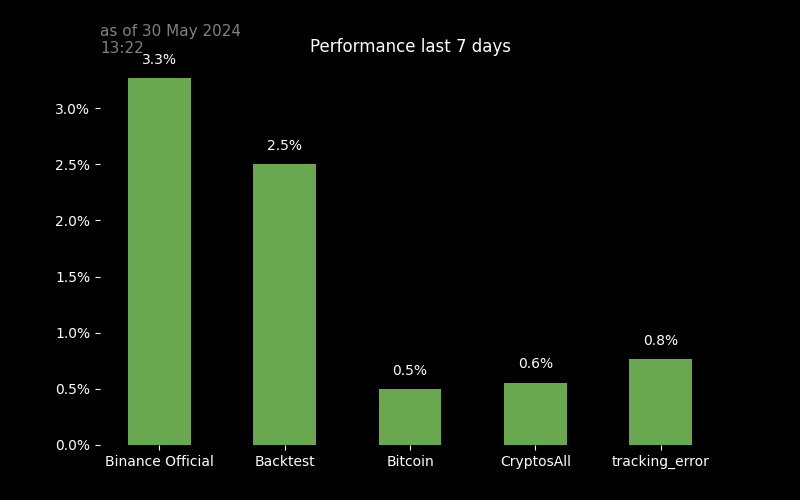 as of 30 May 2024
13:22
Performance last 7 days
3.3%
2.5%
0.5%
0.6%
0.8%
3.0%
2.5%
2.0%
1.5%
1.0%
0.5%
0.0%
Binance Official
Backtest
Bitcoin
CryptosAll
tracking_error